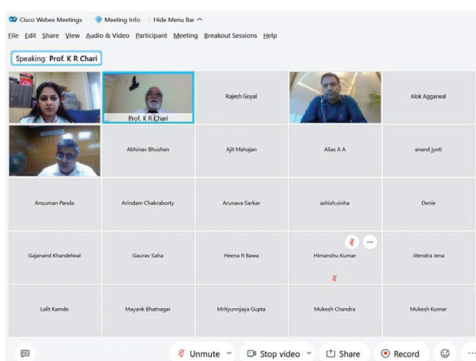 Cisco Webex Meetings Meeting Info Hide Menu Bar
File Edit Share View Audio & Video Participant Meeting Breakout Sessions Help
Speaking: Prof. K R Chari
Prof. K R Chari Rajesh Goyal Alok Aggarwal
Abhinav Bhushan Ajit Mahajan Alias A A anand jyoti
Ansuman Panda Arindam Chakraborty Arunava Sarkar ashish.sinha Denie
Gajanand Khandelwal Gaurav Saha Heena R Bawa Himanshu Kumar Jitendra Jena
Lalit Kamde Mayank Bhatnagar Mrityunnjaya Gupta Mukesh Chandra Mukesh Kumar
Unmute Stop video Share Record